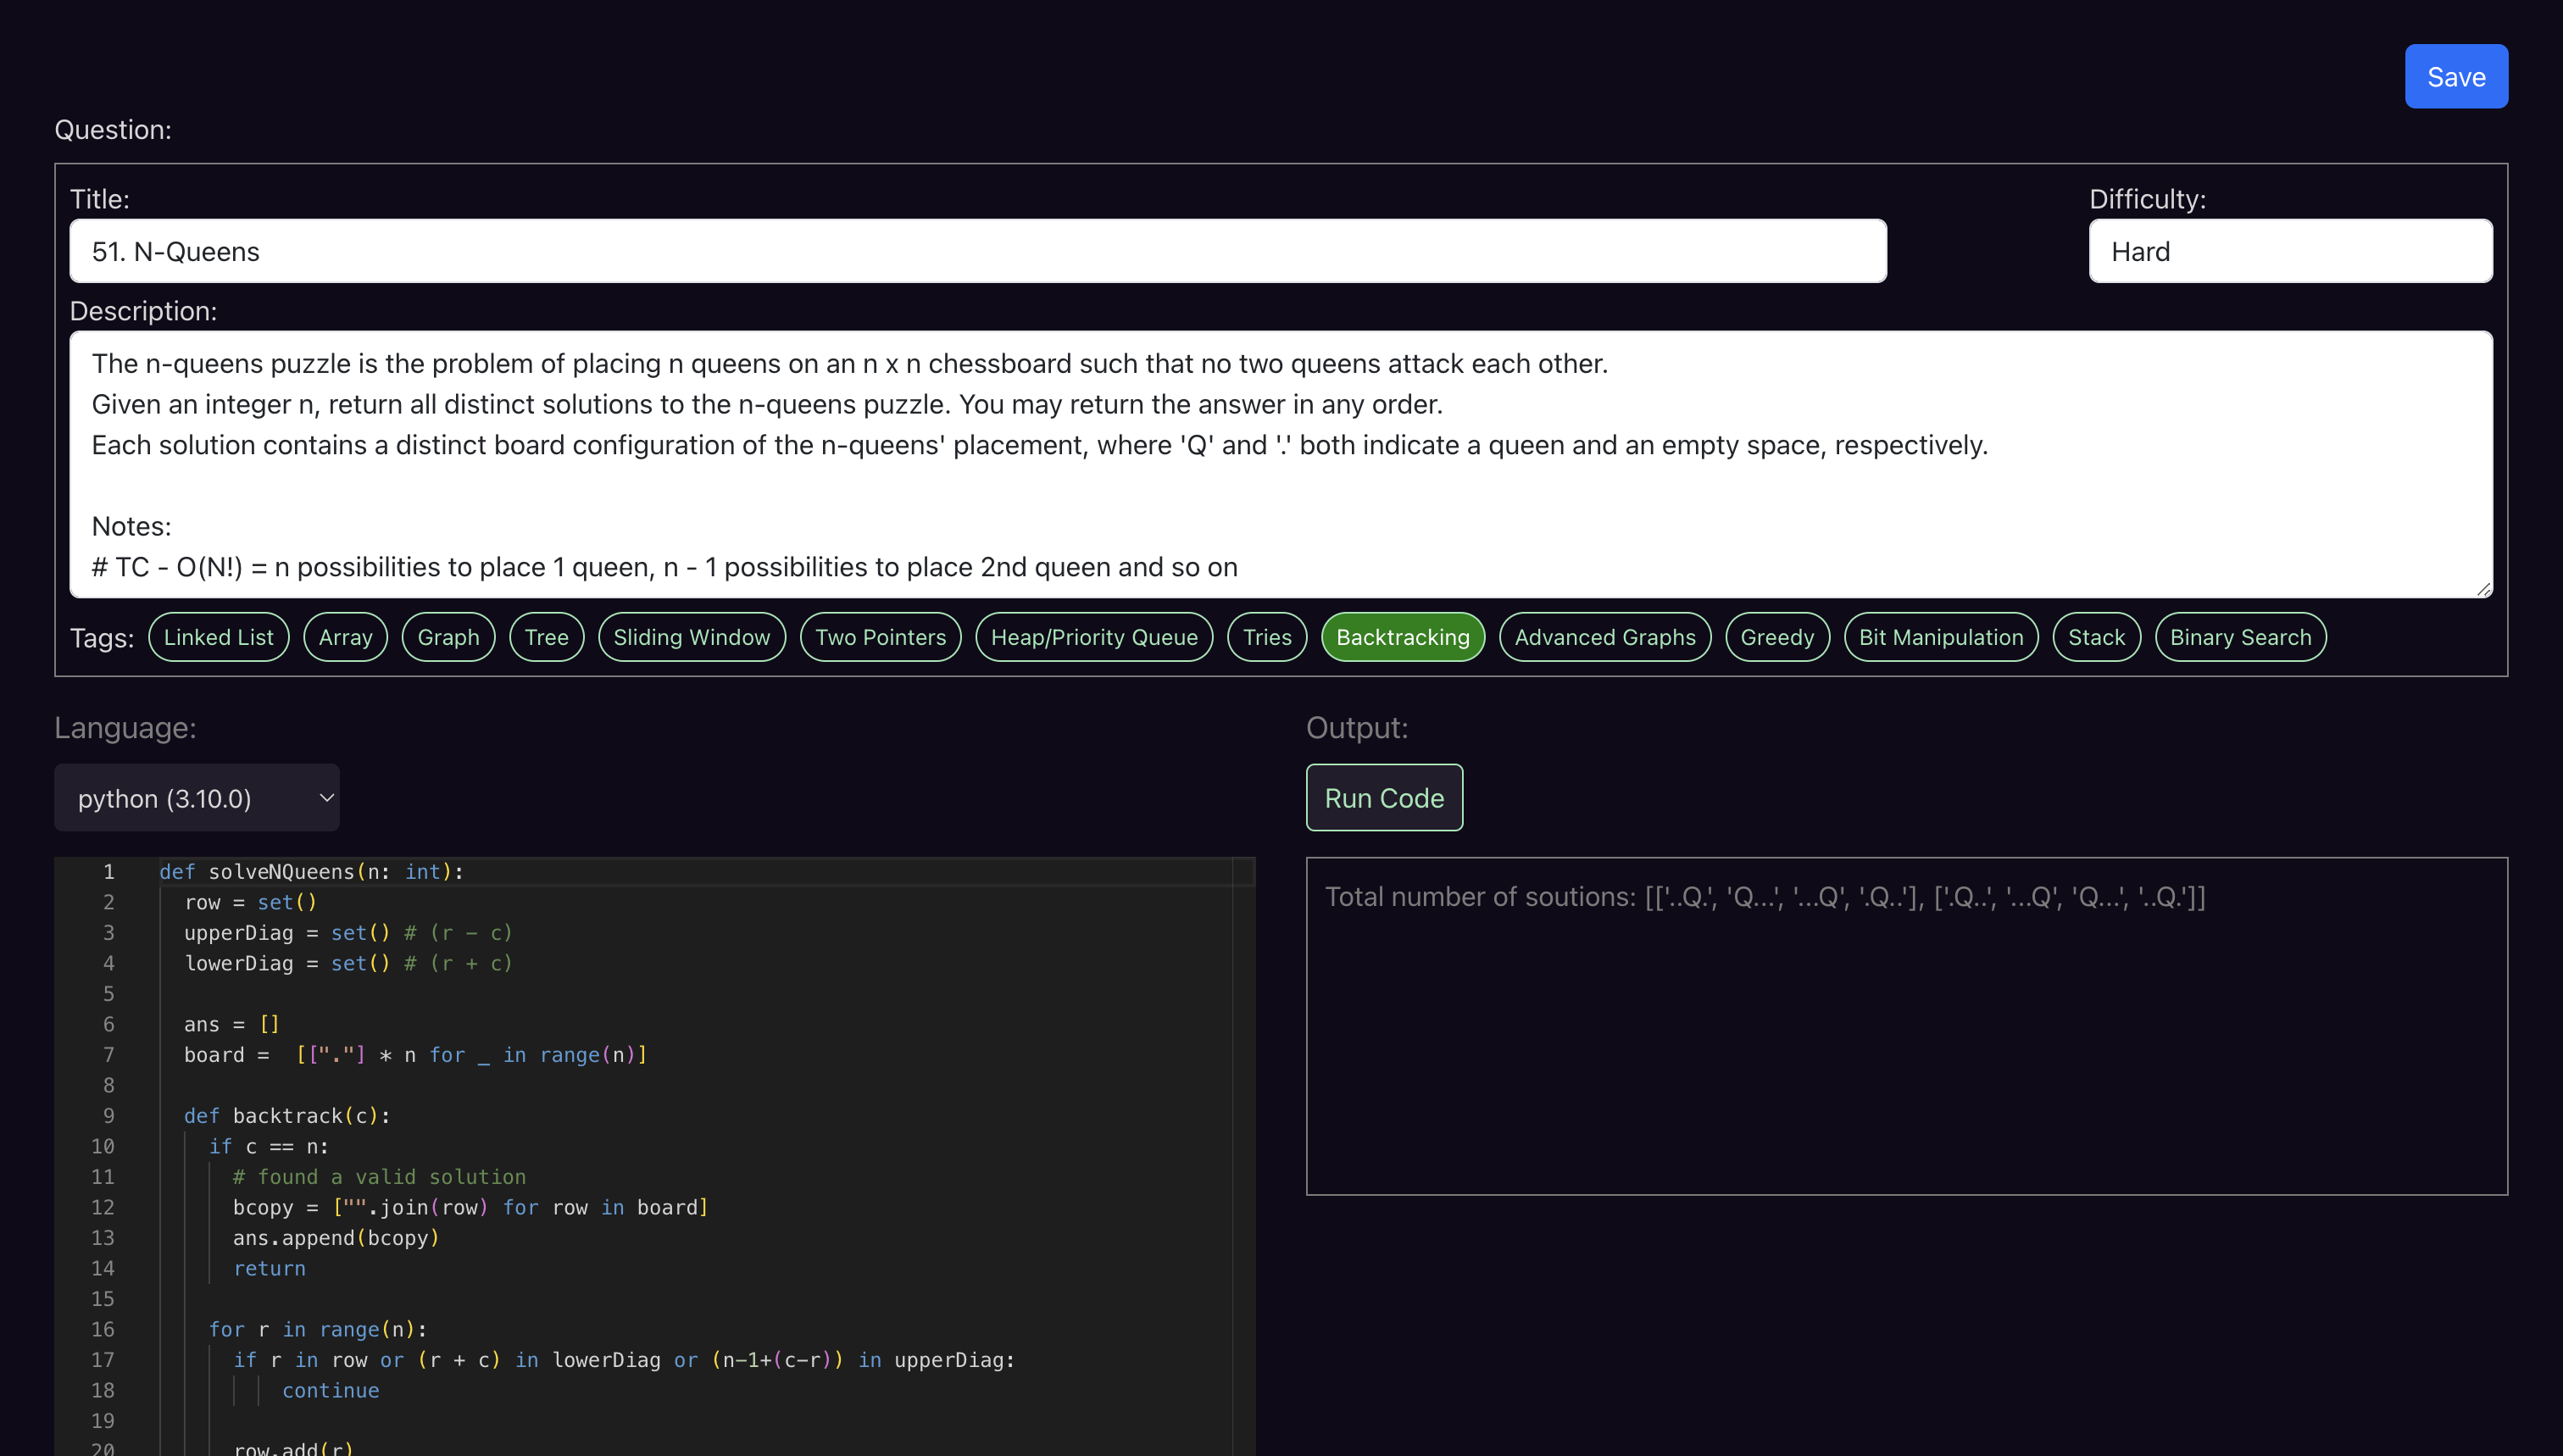 Save
Question:
Title:
Difficulty:
51. N-Queens
Hard
Description:
The n-queens puzzle is the problem of placing n queens on an n x n chessboard such that no two queens attack each other.
Given an integer n, return all distinct solutions to the n-queens puzzle. You may return the answer in any order.
Each solution contains a distinct board configuration of the n-queens' placement, where 'Q' and '.' both indicate a queen and an empty space, respectively.
Notes:
# TC - O(N!) = n possibilities to place 1 queen, n - 1 possibilities to place 2nd queen and so on
Tags: Linked List Array Graph Tree Sliding Window Two Pointers Heap/Priority Queue Tries Backtracking Advanced Graphs Greedy Bit Manipulation Stack Binary Search
Language:
python (3.10.0)
1 def solveNQueens(n: int):
2 row = set()
3 upperDiag = set() # (r - c)
4 lowerDiag = set() # (r + c)
5
6 ans = []
7 board =  [["."] * n for _ in range(n)]
8
9 def backtrack(c):
10 if c == n:
11 # found a valid solution
12 bcopy = ["".join(row) for row in board]
13 ans.append(bcopy)
14 return
15
16 for r in range(n):
17 if r in row or (r + c) in lowerDiag or (n-1+(c-r)) in upperDiag:
18 continue
19
20 row.add(r)
Output:
Run Code
Total number of soutions: [['..Q.', 'Q...', '...Q', '.Q..'], ['.Q..', '...Q', 'Q...', '..Q.']]